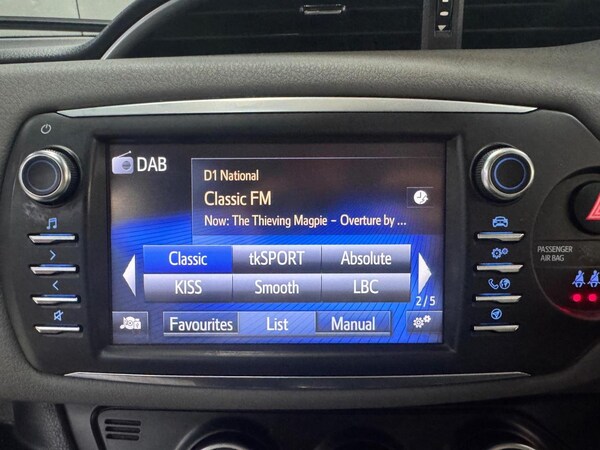 DAB
D1 National
Classic FM
Now: The Thieving Magpie - Overture by ...
Classic tkSPORT Absolute
KISS Smooth LBC
2/5
Favourites List Manual
PASSENGER
AIR BAG